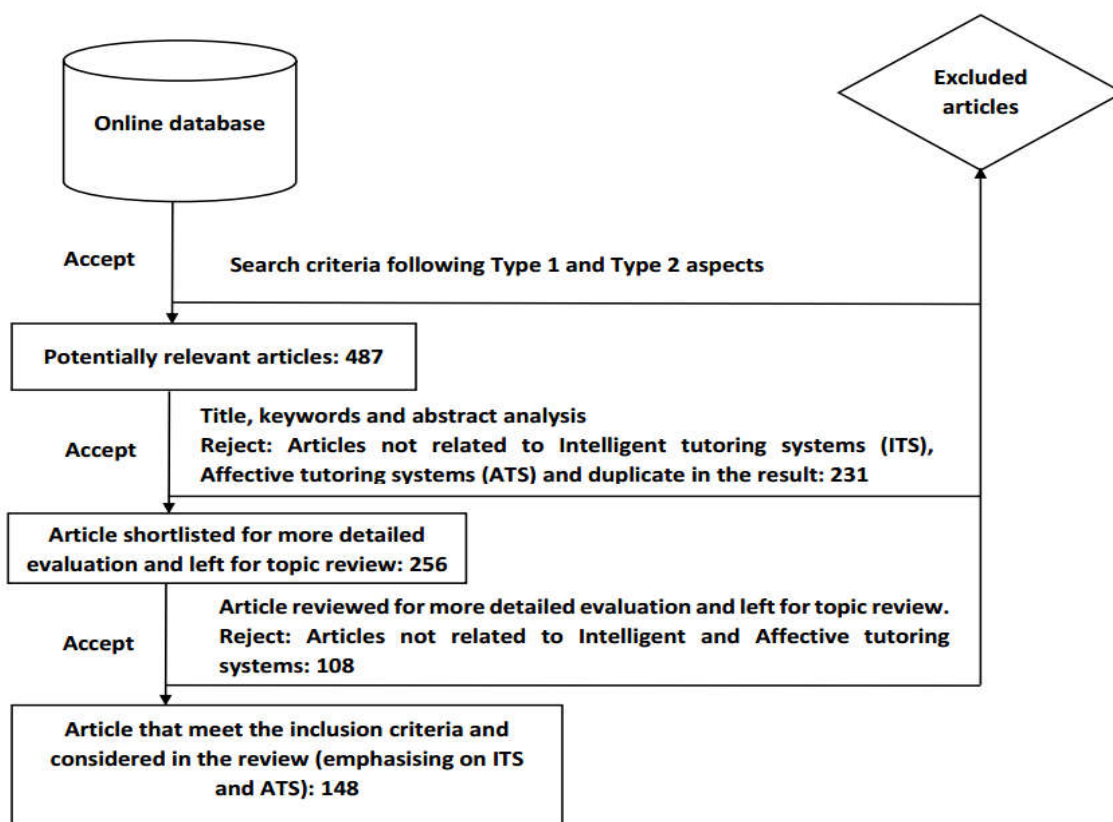 Online database
Excluded
articles
Accept
Search criteria following Type 1 and Type 2 aspects
Potentially relevant articles: 487
Title, keywords and abstract analysis
Accept
Reject: Articles not related to Intelligent tutoring systems (ITS),
Affective tutoring systems (ATS) and duplicate in the result: 231
Article shortlisted for more detailed
evaluation and left for topic review: 256
Article reviewed for more detailed evaluation and left for topic review.
Accept
Reject: Articles not related to Intelligent and Affective tutoring
systems: 108
Article that meet the inclusion criteria and
considered in the review (emphasising on ITS
and ATS): 148